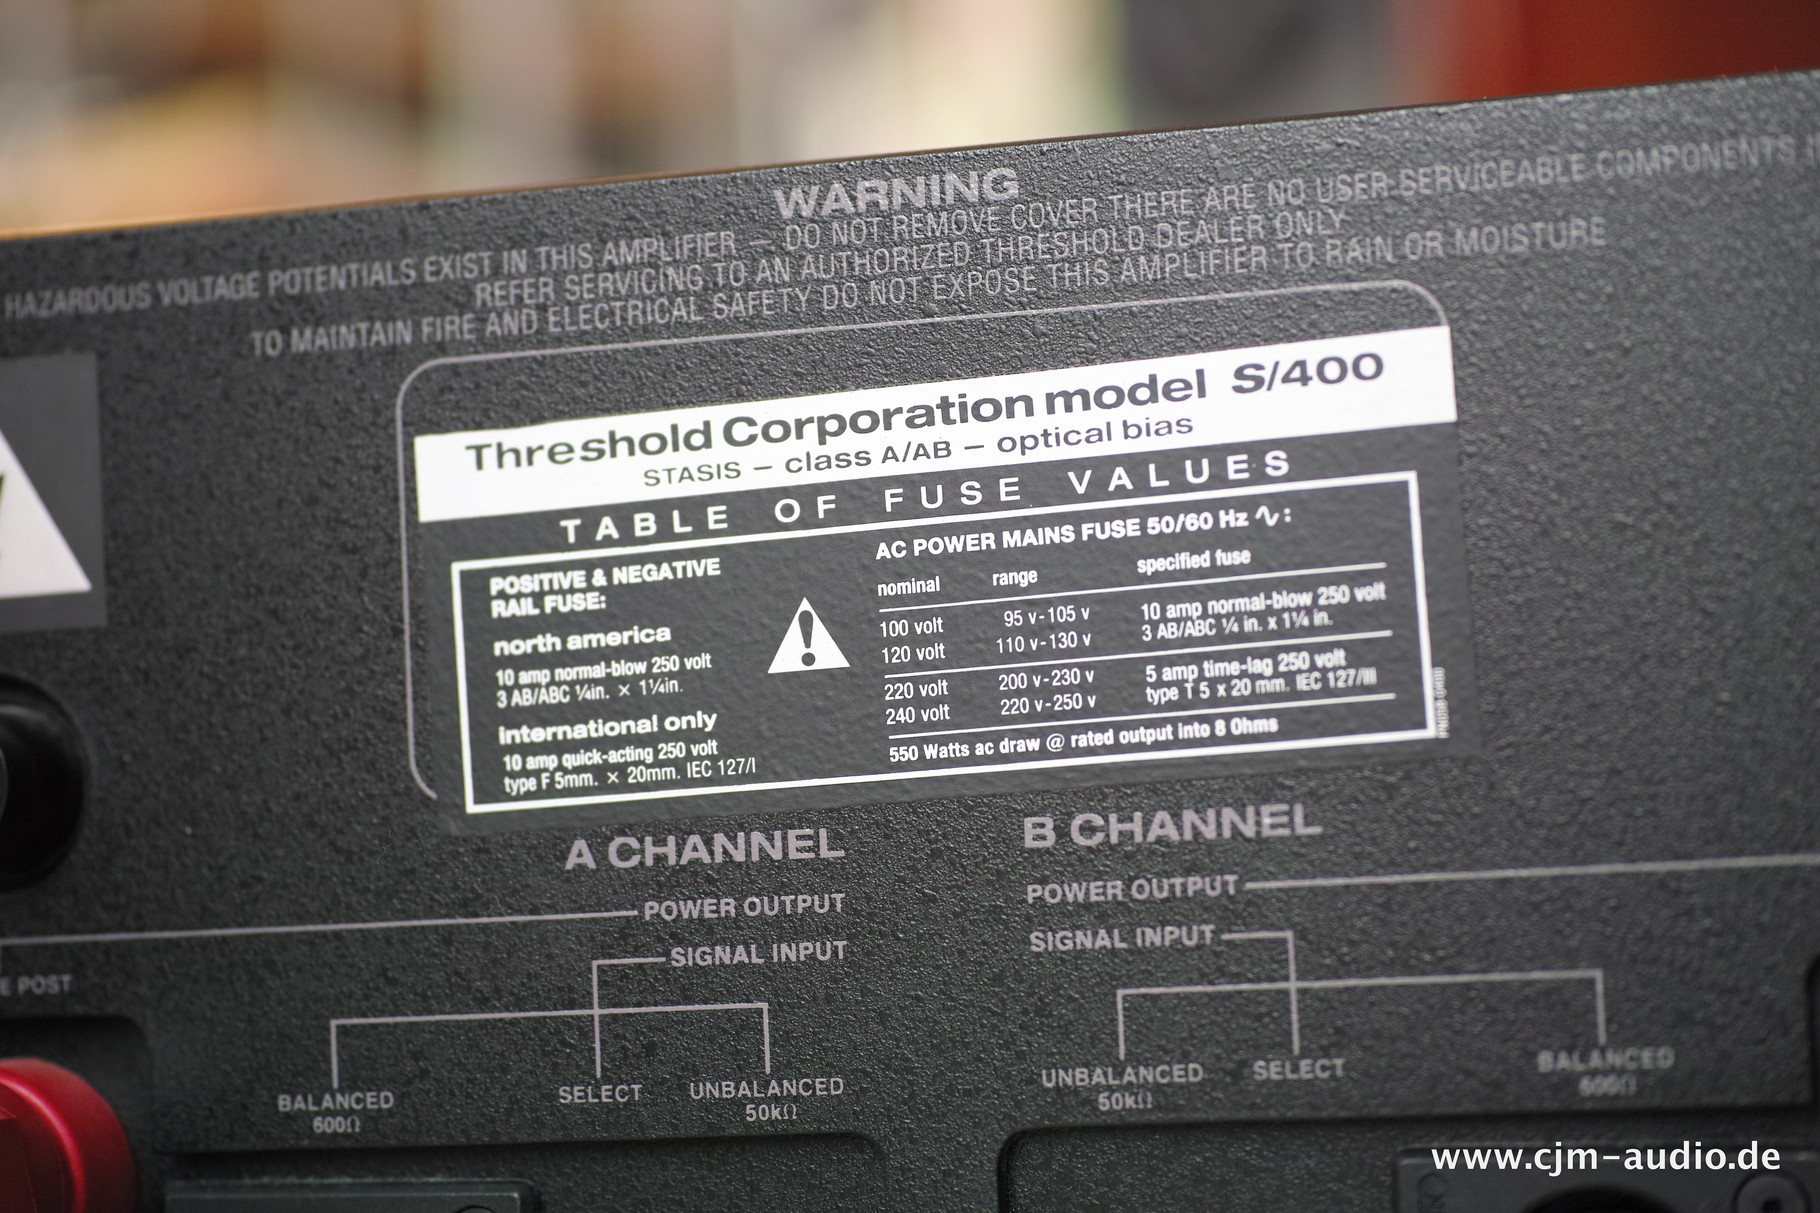 WARNING
HAZARDOUS VOLTAGE POTENTIALS EXIST IN THIS AMPLIFIER — DO NOT REMOVE COVER THERE ARE NO USER-SERVICEABLE COMPONENTS
REFER SERVICING TO AN AUTHORIZED THRESHOLD DEALER ONLY
TO MAINTAIN FIRE AND ELECTRICAL SAFETY DO NOT EXPOSE THIS AMPLIFIER TO RAIN OR MOISTURE
Threshold Corporation model S/400
STASIS – class A/AB – optical bias
TABLE OF FUSE VALUES
POSITIVE & NEGATIVE
RAIL FUSE:
north america
10 amp normal-blow 250 volt
3 AB/ABC ¼in. × 1¼in.
International only
10 amp quick-acting 250 volt
type F 5mm. × 20mm. IEC 127/I
AC POWER MAINS FUSE 50/60 Hz ∿:
nominal range specified fuse
100 volt 95 v-105 v 10 amp normal-blow 250 volt
120 volt 110 v-130 v 3 AB/ABC ¼ in. x 1¼ in.
220 volt 200 v-230 v 5 amp time-lag 250 volt
240 volt 220 v-250 v type T 5 x 20 mm. IEC 127/III
550 Watts ac draw @ rated output into 8 Ohms
A CHANNEL
POWER OUTPUT
SIGNAL INPUT
BALANCED
600Ω
SELECT
UNBALANCED
50kΩ
B CHANNEL
POWER OUTPUT
SIGNAL INPUT
UNBALANCED
50kΩ
SELECT
BALANCED
600Ω
POST
www.cjm-audio.de